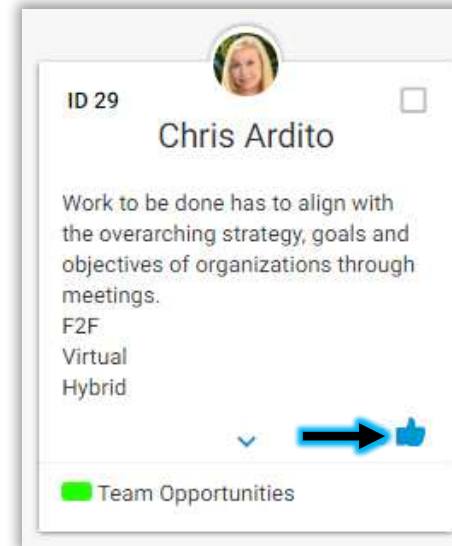 ID 29
Chris Ardito
Work to be done has to align with
the overarching strategy, goals and
objectives of organizations through
meetings.
F2F
Virtual
Hybrid
Team Opportunities